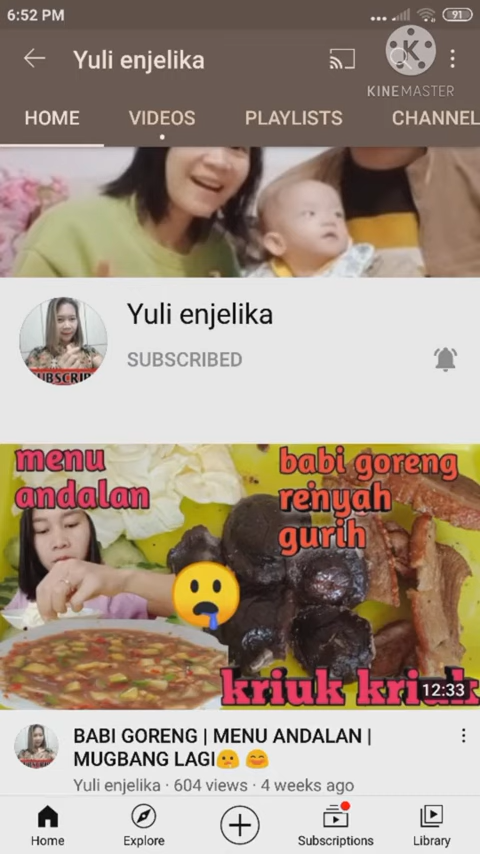 6:52 PM
91
Yuli enjelika
KINEMASTER
HOME
VIDEOS
PLAYLISTS
CHANNEL
Yuli enjelika
SUBSCRIBED
menu
andalan
babi goreng
renyah
gurih
kriuk kriuk
12:33
BABI GORENG | MENU ANDALAN |
MUGBANG LAGI
Yuli enjelika · 604 views · 4 weeks ago
Home
Explore
Subscriptions
Library